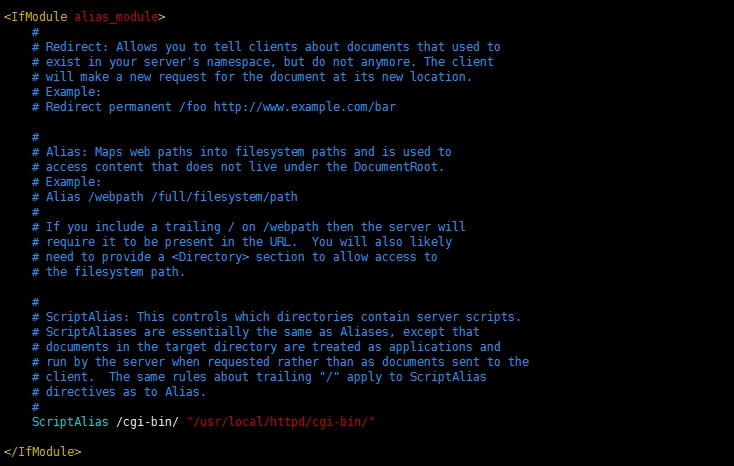 <IfModule alias_module>
    #
    # Redirect: Allows you to tell clients about documents that used to
    # exist in your server's namespace, but do not anymore. The client
    # will make a new request for the document at its new location.
    # Example:
    # Redirect permanent /foo http://www.example.com/bar

    #
    # Alias: Maps web paths into filesystem paths and is used to
    # access content that does not live under the DocumentRoot.
    # Example:
    # Alias /webpath /full/filesystem/path
    #
    # If you include a trailing / on /webpath then the server will
    # require it to be present in the URL.  You will also likely
    # need to provide a <Directory> section to allow access to
    # the filesystem path.

    #
    # ScriptAlias: This controls which directories contain server scripts.
    # ScriptAliases are essentially the same as Aliases, except that
    # documents in the target directory are treated as applications and
    # run by the server when requested rather than as documents sent to the
    # client.  The same rules about trailing "/" apply to ScriptAlias
    # directives as to Alias.
    #
    ScriptAlias /cgi-bin/ "/usr/local/httpd/cgi-bin/"

</IfModule>